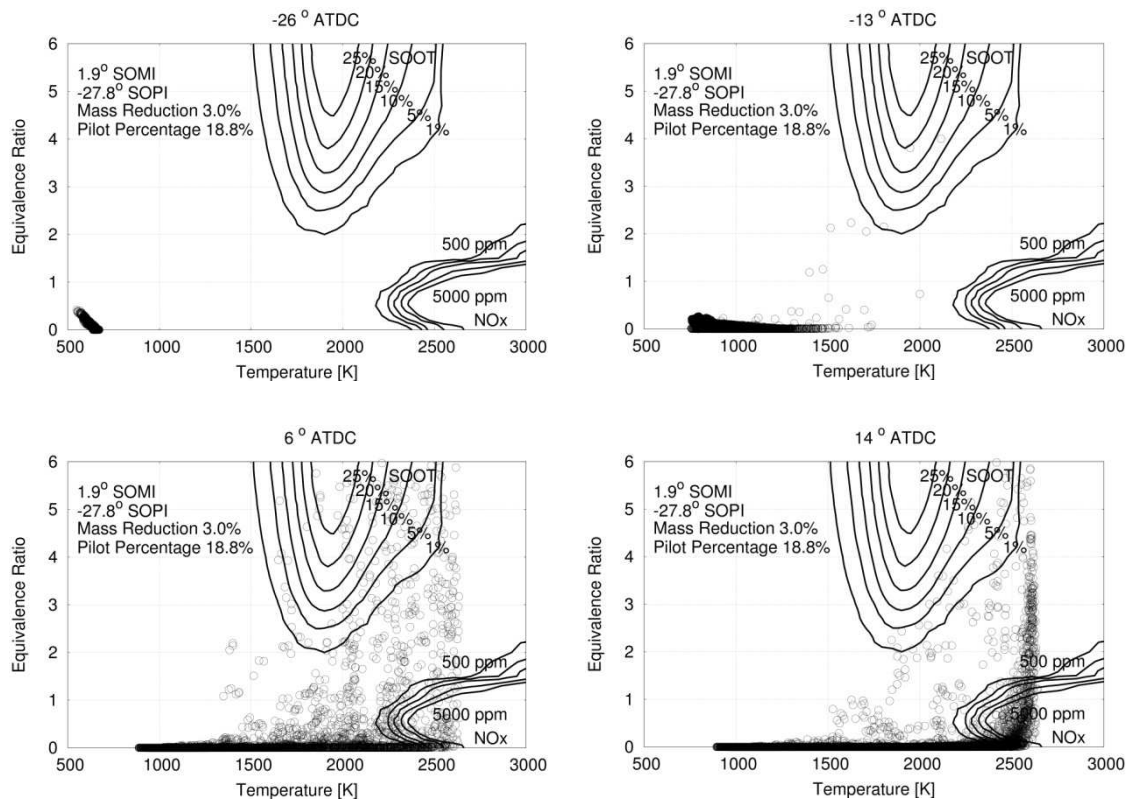 -26 ° ATDC
6
5
4
3
2
1
0
Equivalence Ratio
1.9° SOMI
-27.8° SOPI
Mass Reduction 3.0%
Pilot Percentage 18.8%
25% SOOT
20%
15%
10%
5%
1%
500 ppm
5000 ppm
NOx
500 1000 1500 2000 2500 3000
Temperature [K]
-13 ° ATDC
6
5
4
3
2
1
0
Equivalence Ratio
1.9° SOMI
-27.8° SOPI
Mass Reduction 3.0%
Pilot Percentage 18.8%
25% SOOT
20%
15%
10%
5%
1%
500 ppm
5000 ppm
NOx
500 1000 1500 2000 2500 3000
Temperature [K]
6 ° ATDC
6
5
4
3
2
1
0
Equivalence Ratio
1.9° SOMI
-27.8° SOPI
Mass Reduction 3.0%
Pilot Percentage 18.8%
25% SOOT
20%
15%
10%
5%
1%
500 ppm
5000 ppm
NOx
500 1000 1500 2000 2500 3000
Temperature [K]
14 ° ATDC
6
5
4
3
2
1
0
Equivalence Ratio
1.9° SOMI
-27.8° SOPI
Mass Reduction 3.0%
Pilot Percentage 18.8%
25% SOOT
20%
15%
10%
5%
1%
500 ppm
5000 ppm
NOx
500 1000 1500 2000 2500 3000
Temperature [K]